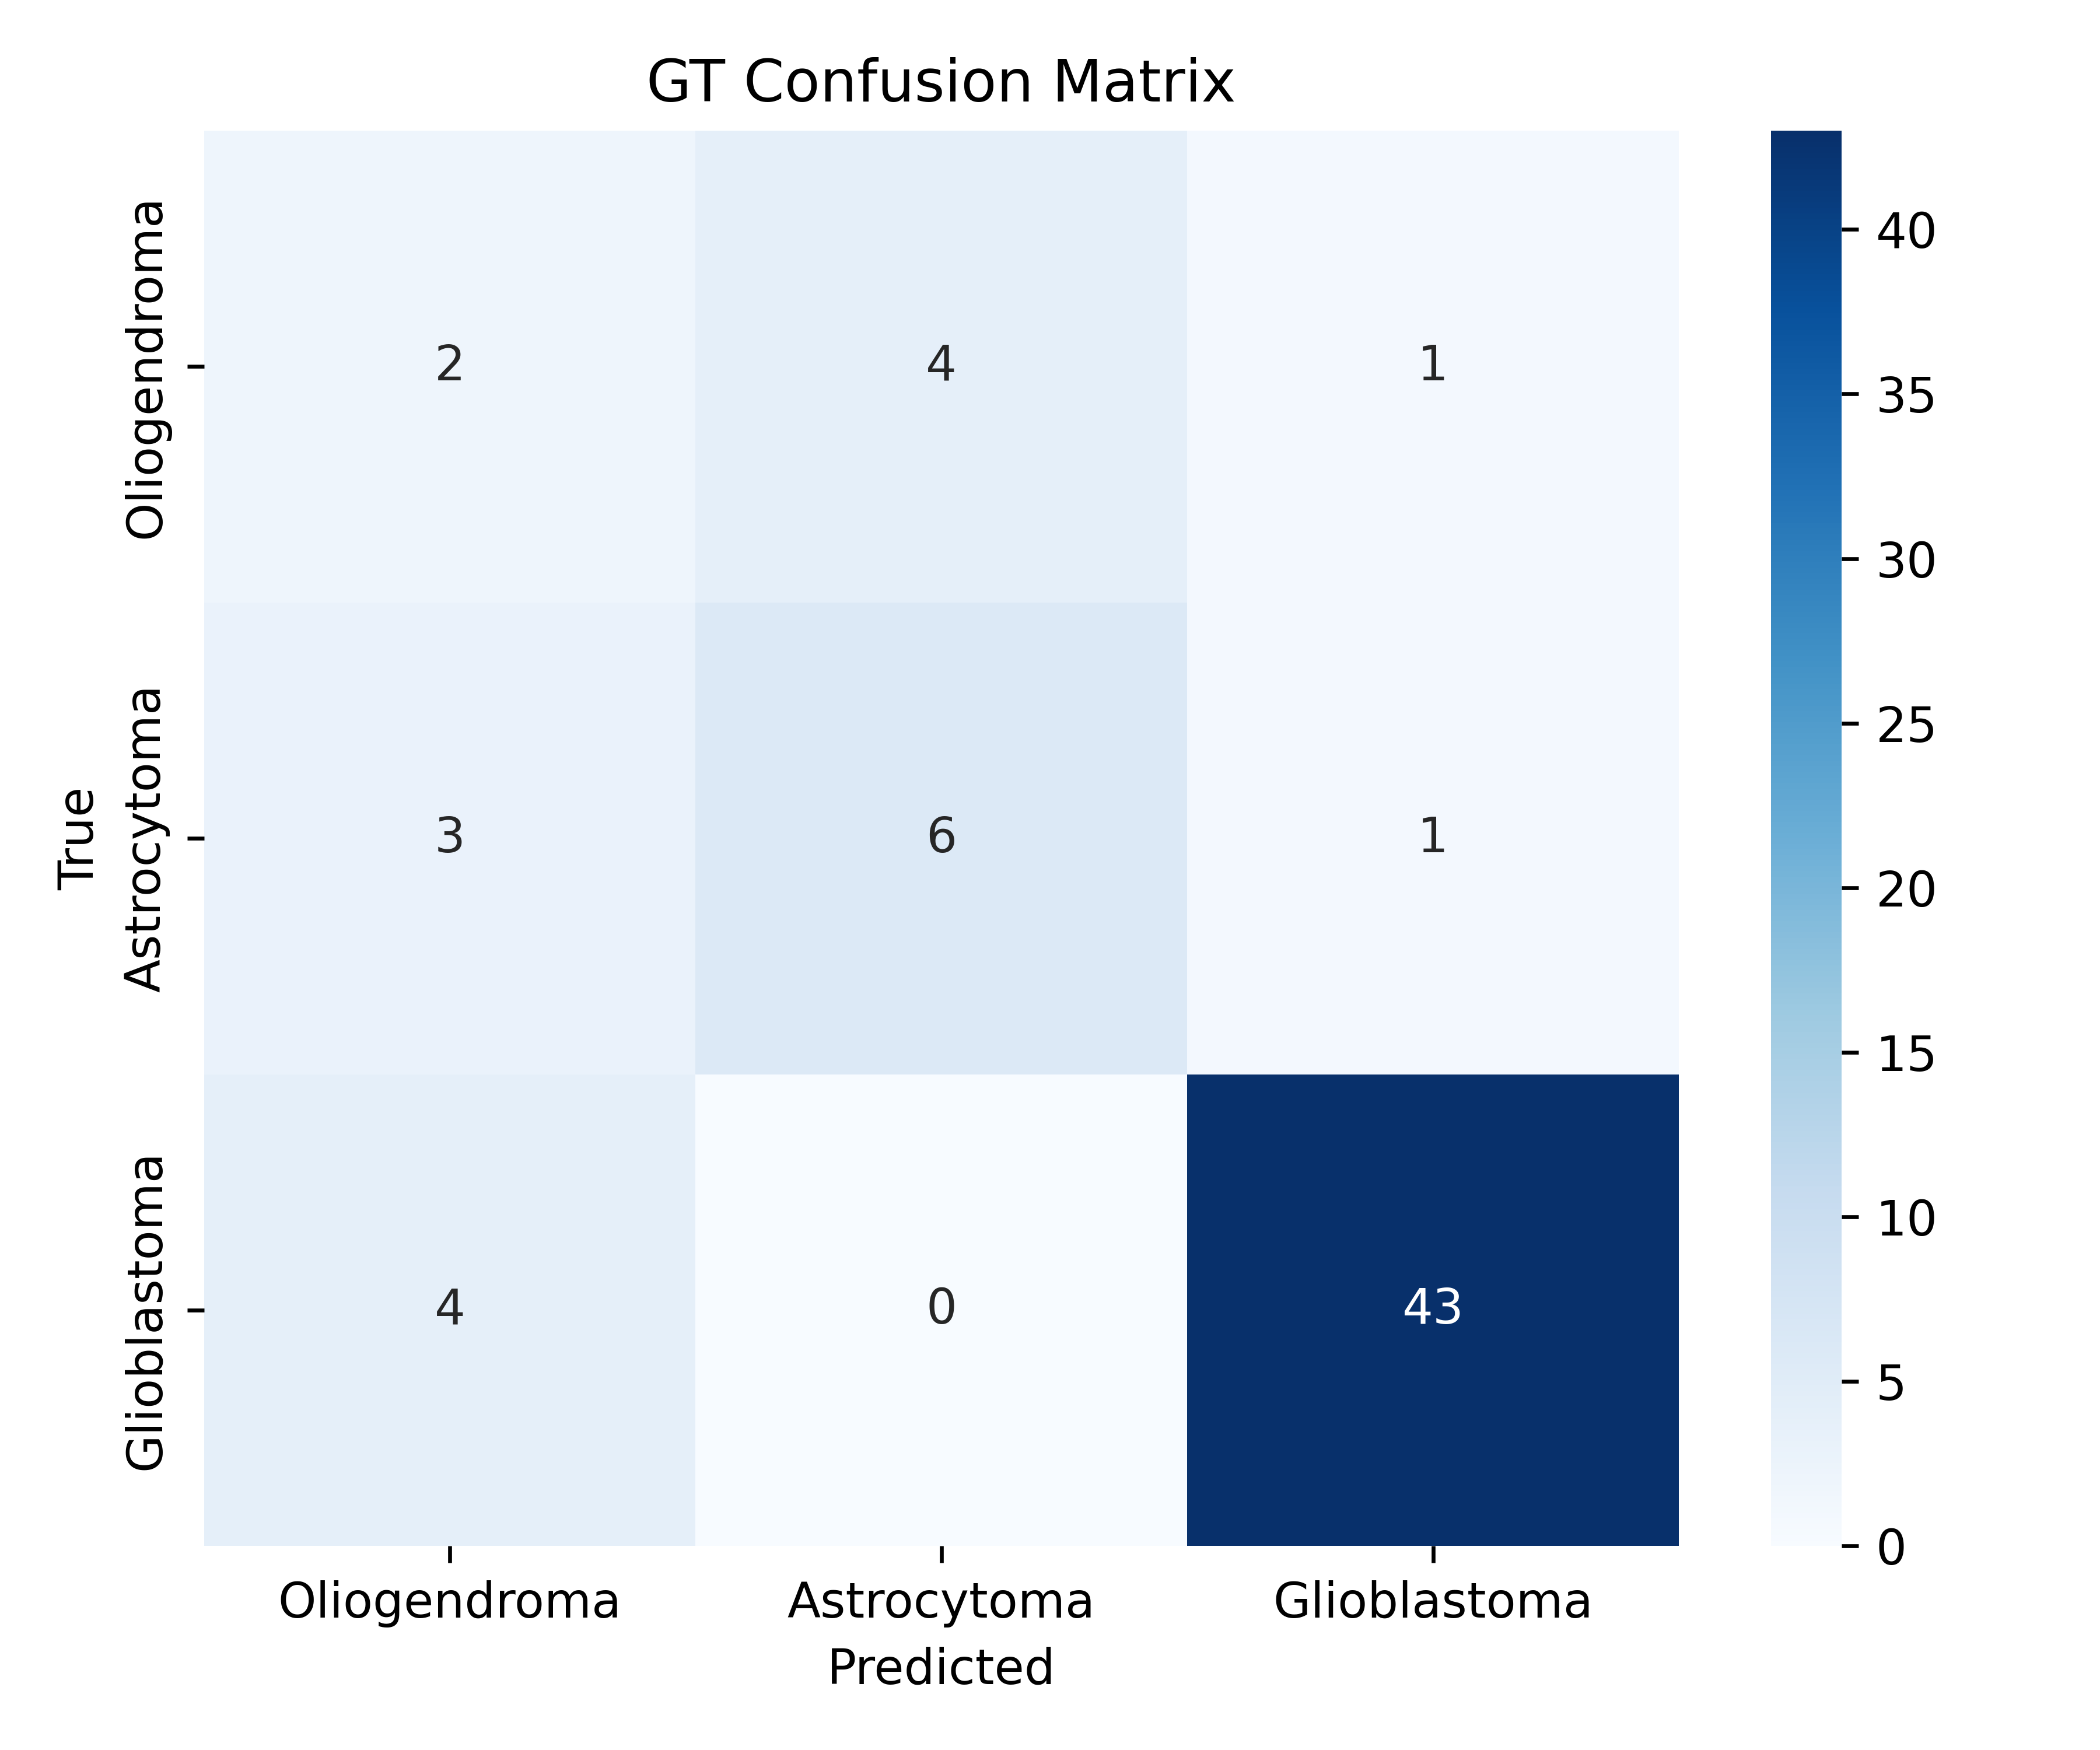 GT Confusion Matrix
True
Oliogendroma
2 4 1
Astrocytoma
3 6 1
Glioblastoma
4 0 43
Oliogendroma Astrocytoma Glioblastoma
Predicted
40
35
30
25
20
15
10
5
0